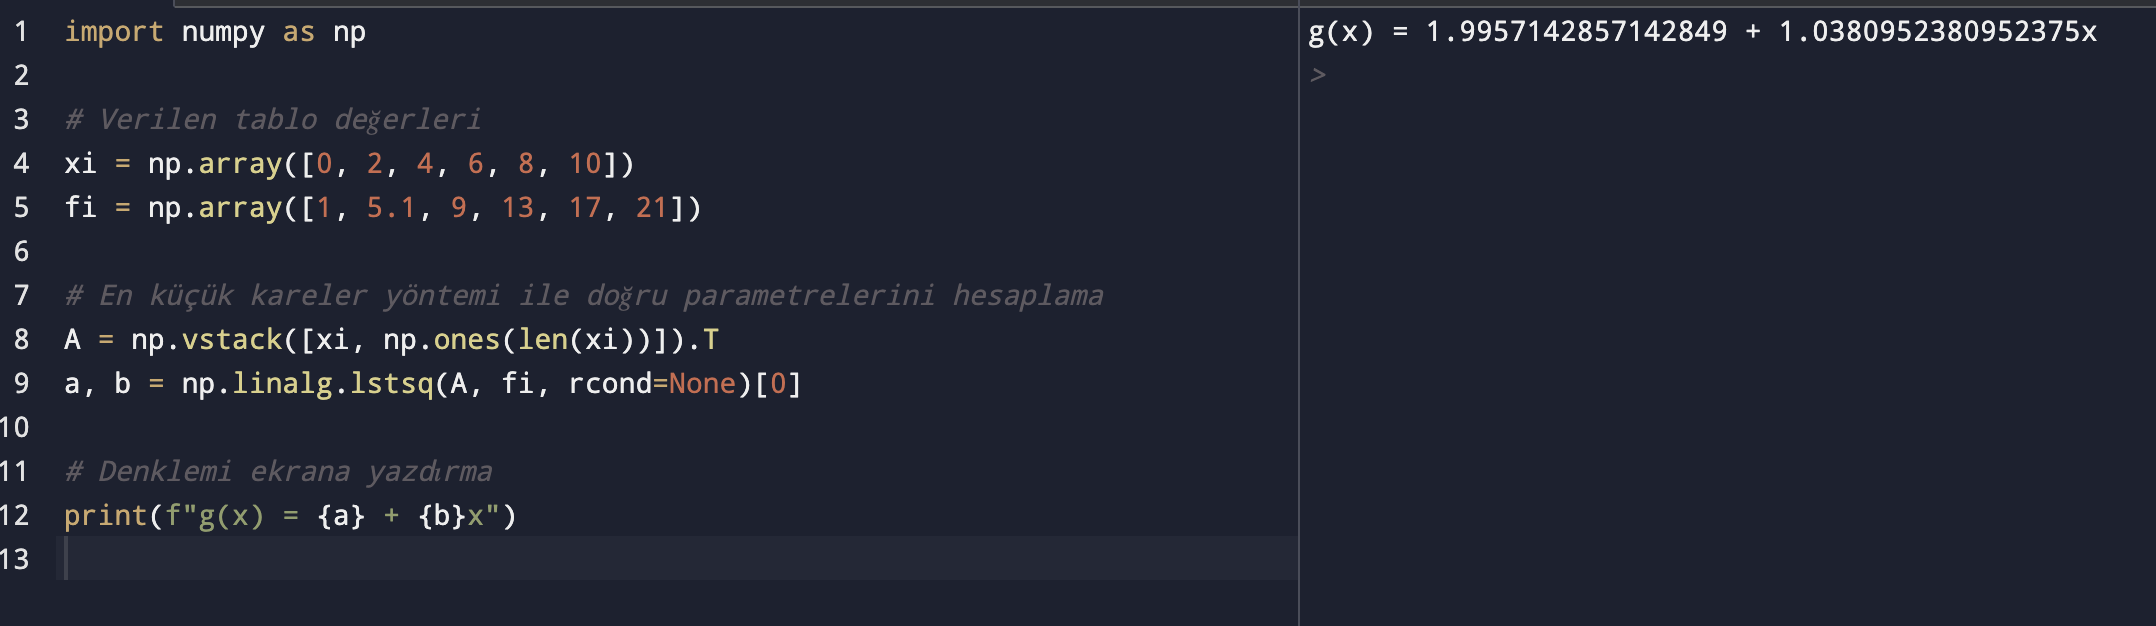 1 import numpy as np
2
3 # Verilen tablo değerleri
4 xi = np.array([0, 2, 4, 6, 8, 10])
5 fi = np.array([1, 5.1, 9, 13, 17, 21])
6
7 # En küçük kareler yöntemi ile doğru parametrelerini hesaplama
8 A = np.vstack([xi, np.ones(len(xi))]).T
9 a, b = np.linalg.lstsq(A, fi, rcond=None)[0]
10
11 # Denklemi ekrana yazdırma
12 print(f"g(x) = {a} + {b}x")
13
g(x) = 1.9957142857142849 + 1.0380952380952375x
>